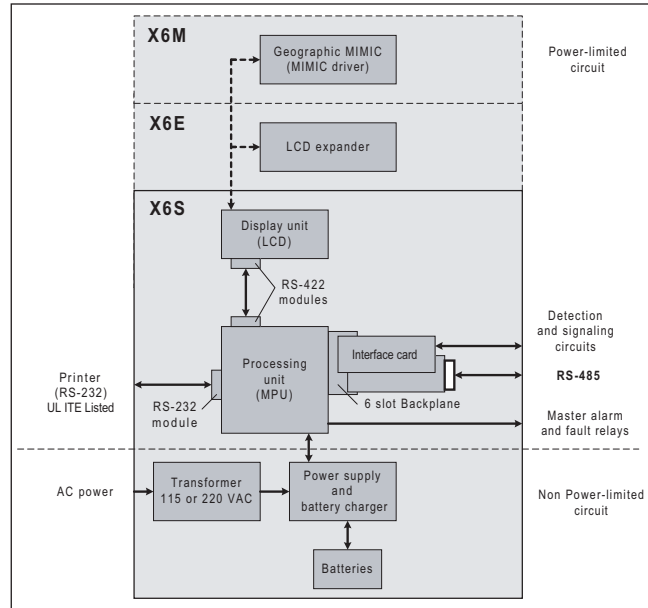 X6M
Geographic MIMIC
(MIMIC driver)
Power-limited
circuit
X6E
LCD expander
X6S
Display unit
(LCD)
RS-422
modules
Detection
and signaling
circuits
Interface card
Processing
unit
(MPU)
RS-485
Printer
(RS-232)
UL ITE Listed
RS-232
module
6 slot Backplane
Master alarm
and fault relays
AC power
Transformer
115 or 220 VAC
Power supply
and
battery charger
Non Power-limited
circuit
Batteries